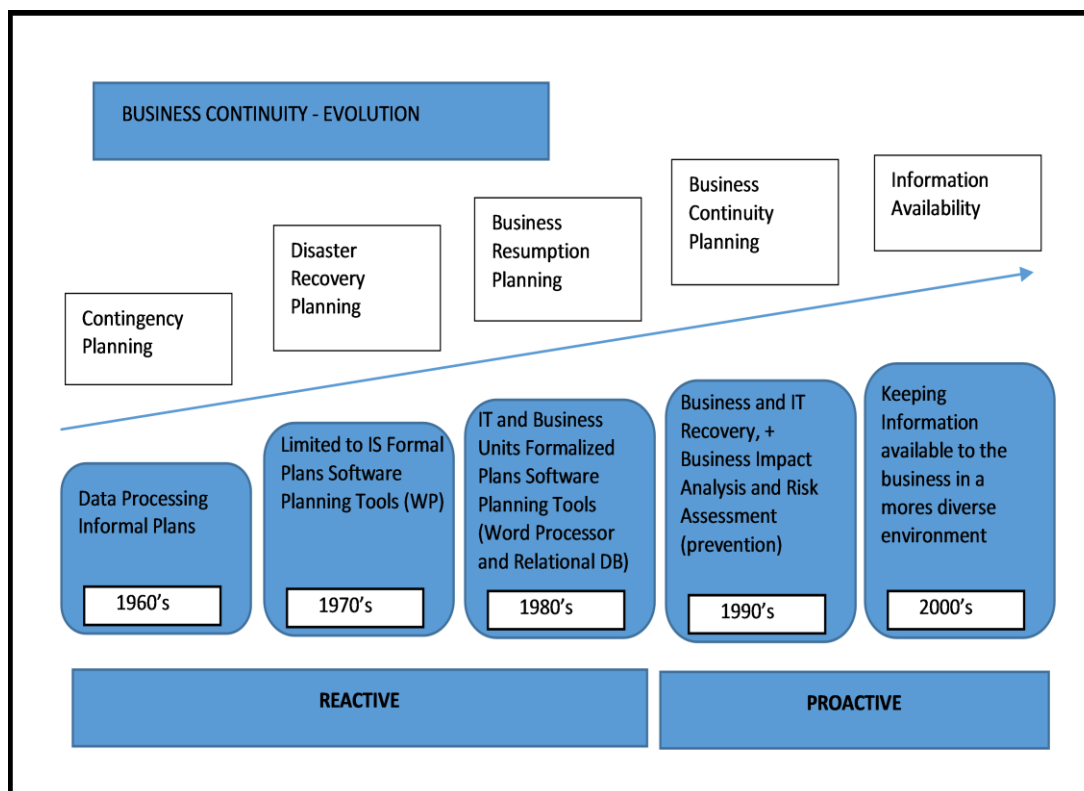 BUSINESS CONTINUITY - EVOLUTION
Contingency
Planning
Disaster
Recovery
Planning
Business
Resumption
Planning
Business
Continuity
Planning
Information
Availability
Data Processing
Informal Plans
1960's
Limited to IS Formal
Plans Software
Planning Tools (WP)
1970's
IT and Business
Units Formalized
Plans Software
Planning Tools
(Word Processor
and Relational DB)
1980's
Business and IT
Recovery, +
Business Impact
Analysis and Risk
Assessment
(prevention)
1990's
Keeping
Information
available to the
business in a
mores diverse
environment
2000's
REACTIVE
PROACTIVE